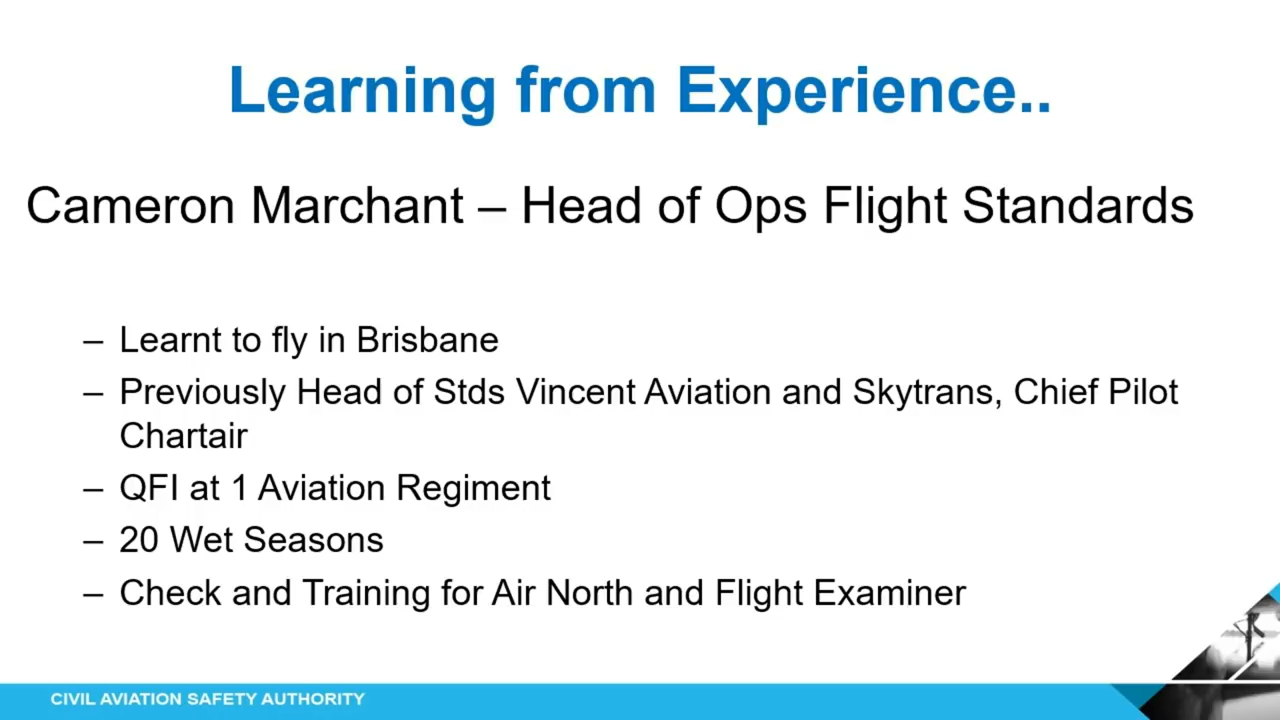 Learning from Experience..
Cameron Marchant – Head of Ops Flight Standards
– Learnt to fly in Brisbane
– Previously Head of Stds Vincent Aviation and Skytrans, Chief Pilot
Chartair
– QFI at 1 Aviation Regiment
– 20 Wet Seasons
– Check and Training for Air North and Flight Examiner
CIVIL AVIATION SAFETY AUTHORITY